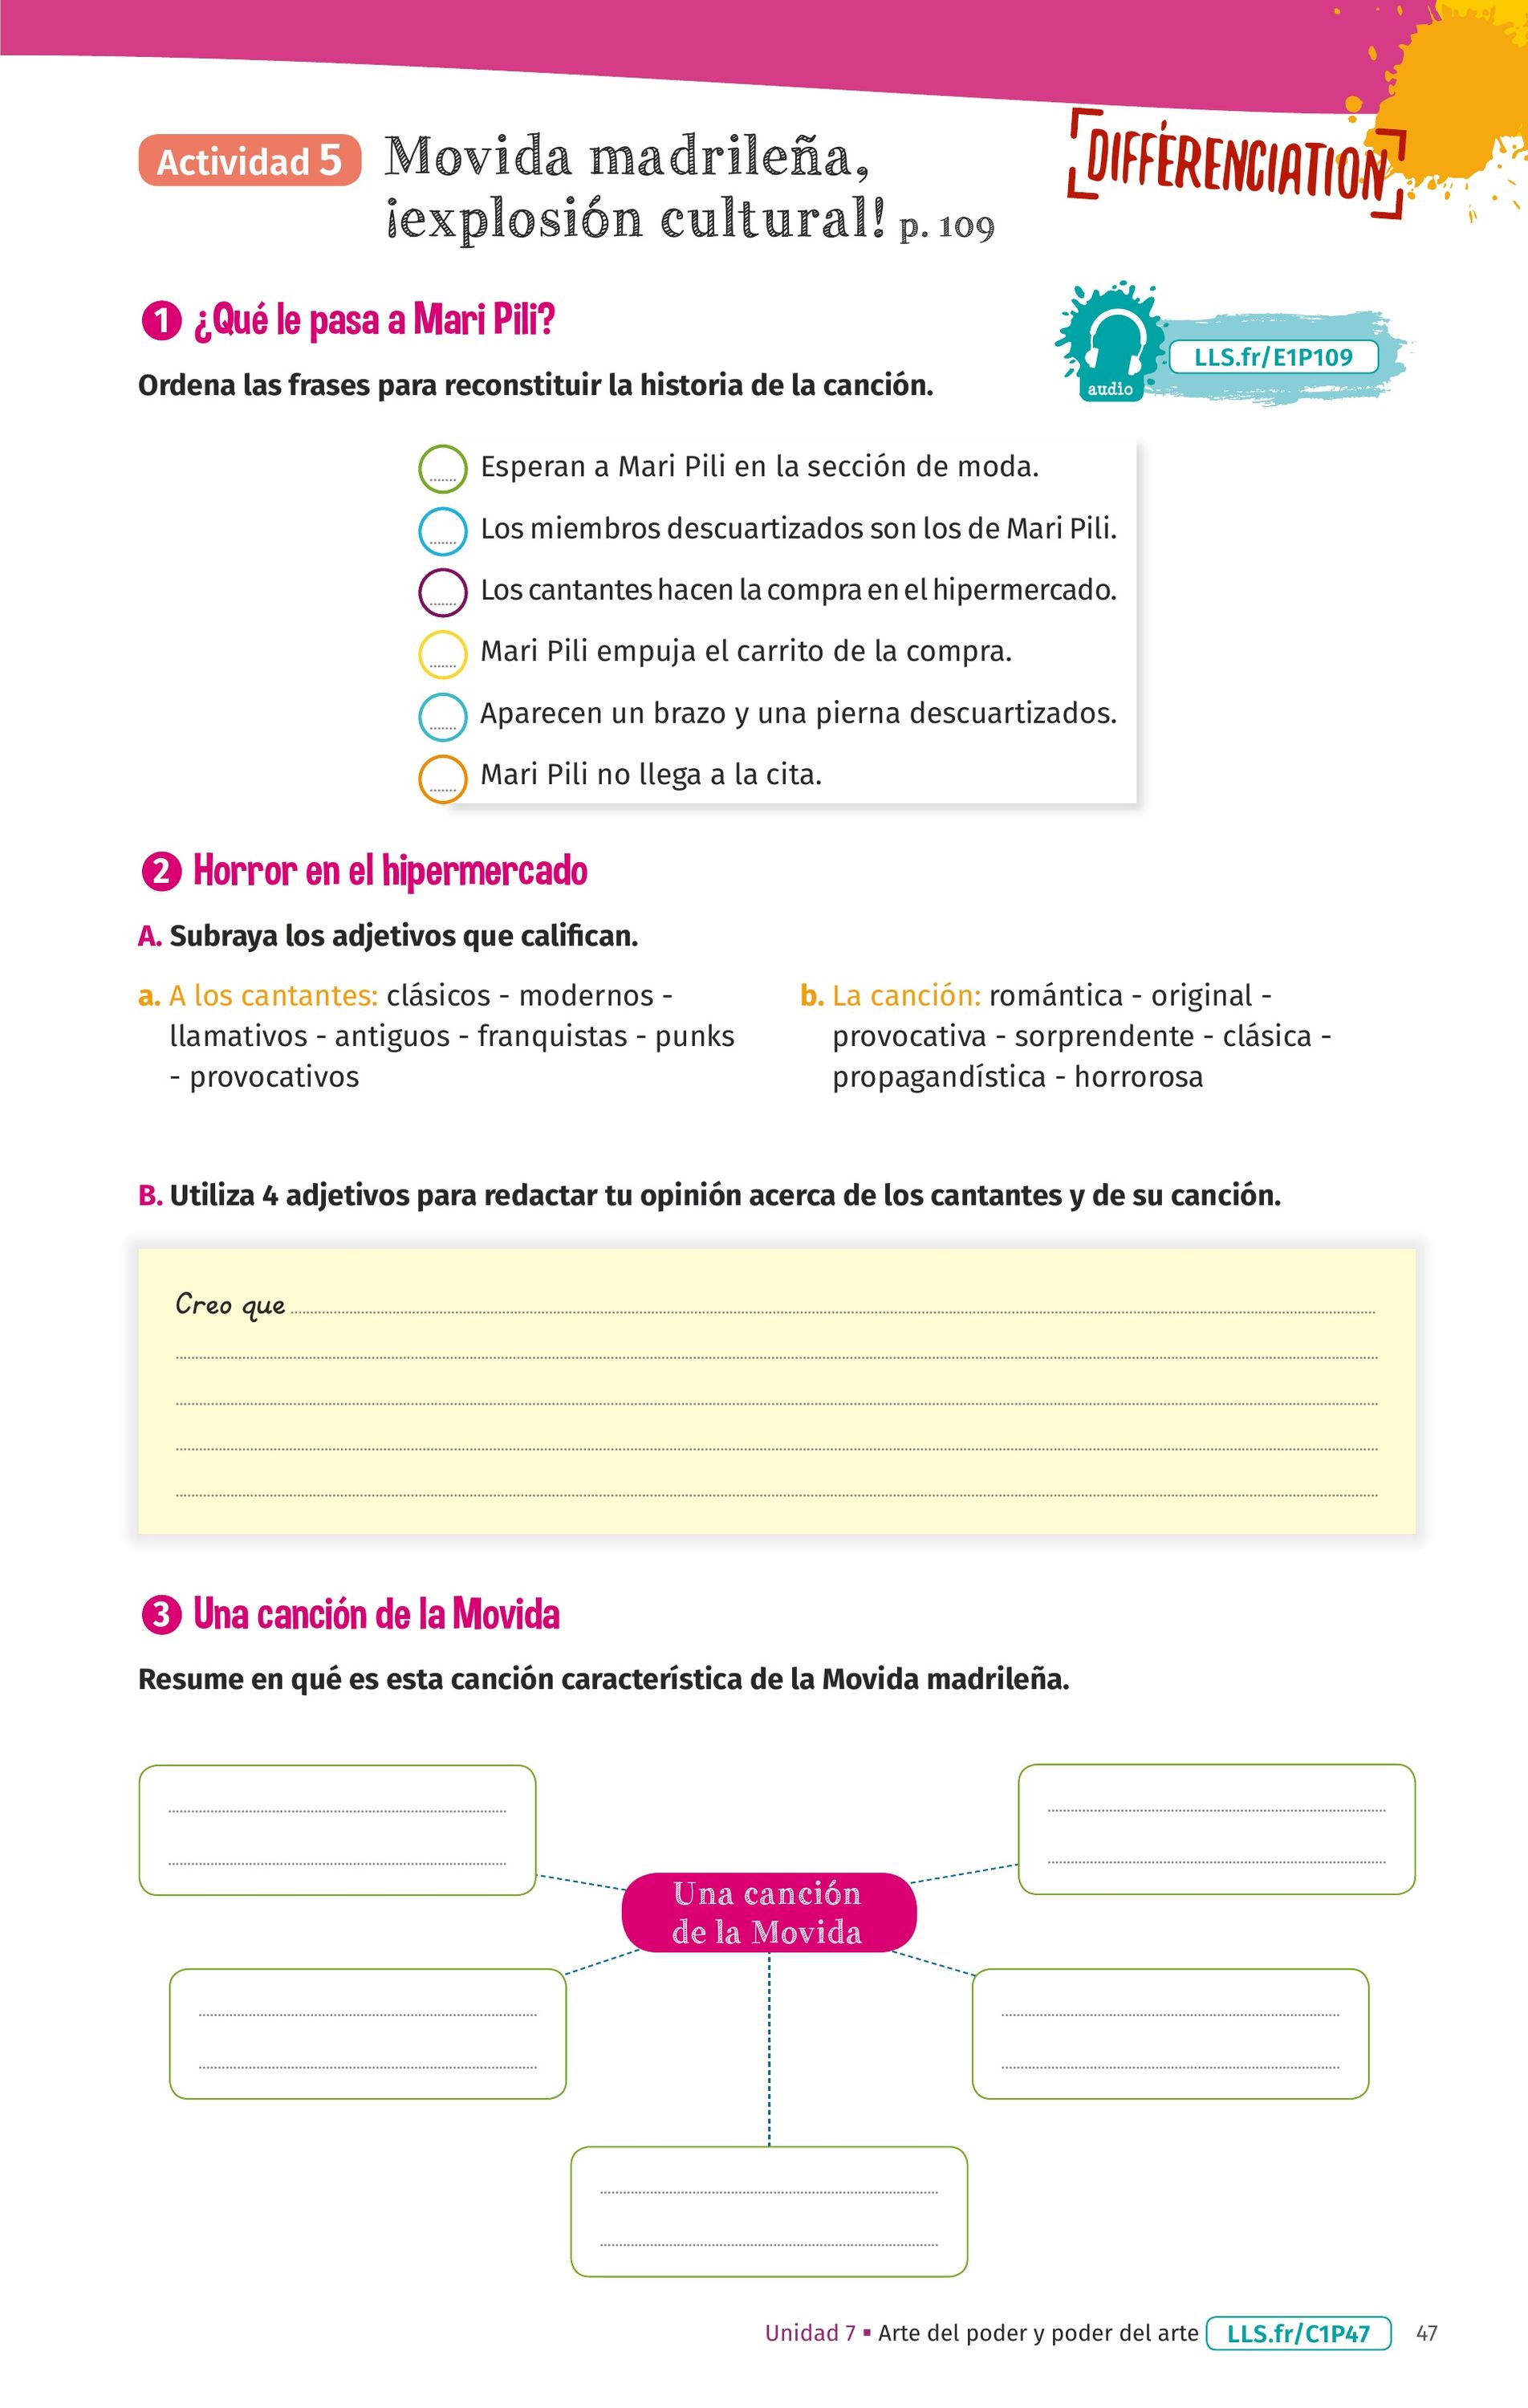 Actividad 5
Movida madrileña,
¡explosión cultural! p. 109
DIFFÉRENCIATION
1 ¿Qué le pasa a Mari Pili?
audio
LLS.fr/E1P109
Ordena las frases para reconstituir la historia de la canción.
Esperan a Mari Pili en la sección de moda.
Los miembros descuartizados son los de Mari Pili.
Los cantantes hacen la compra en el hipermercado.
Mari Pili empuja el carrito de la compra.
Aparecen un brazo y una pierna descuartizados.
Mari Pili no llega a la cita.
2 Horror en el hipermercado
A. Subraya los adjetivos que califican.
a. A los cantantes: clásicos - modernos -
llamativos - antiguos - franquistas - punks
- provocativos
b. La canción: romántica - original -
provocativa - sorprendente - clásica -
propagandística - horrorosa
B. Utiliza 4 adjetivos para redactar tu opinión acerca de los cantantes y de su canción.
Creo que
3 Una canción de la Movida
Resume en qué es esta canción característica de la Movida madrileña.
Una canción
de la Movida
Unidad 7 ▪ Arte del poder y poder del arte LLS.fr/C1P47 47